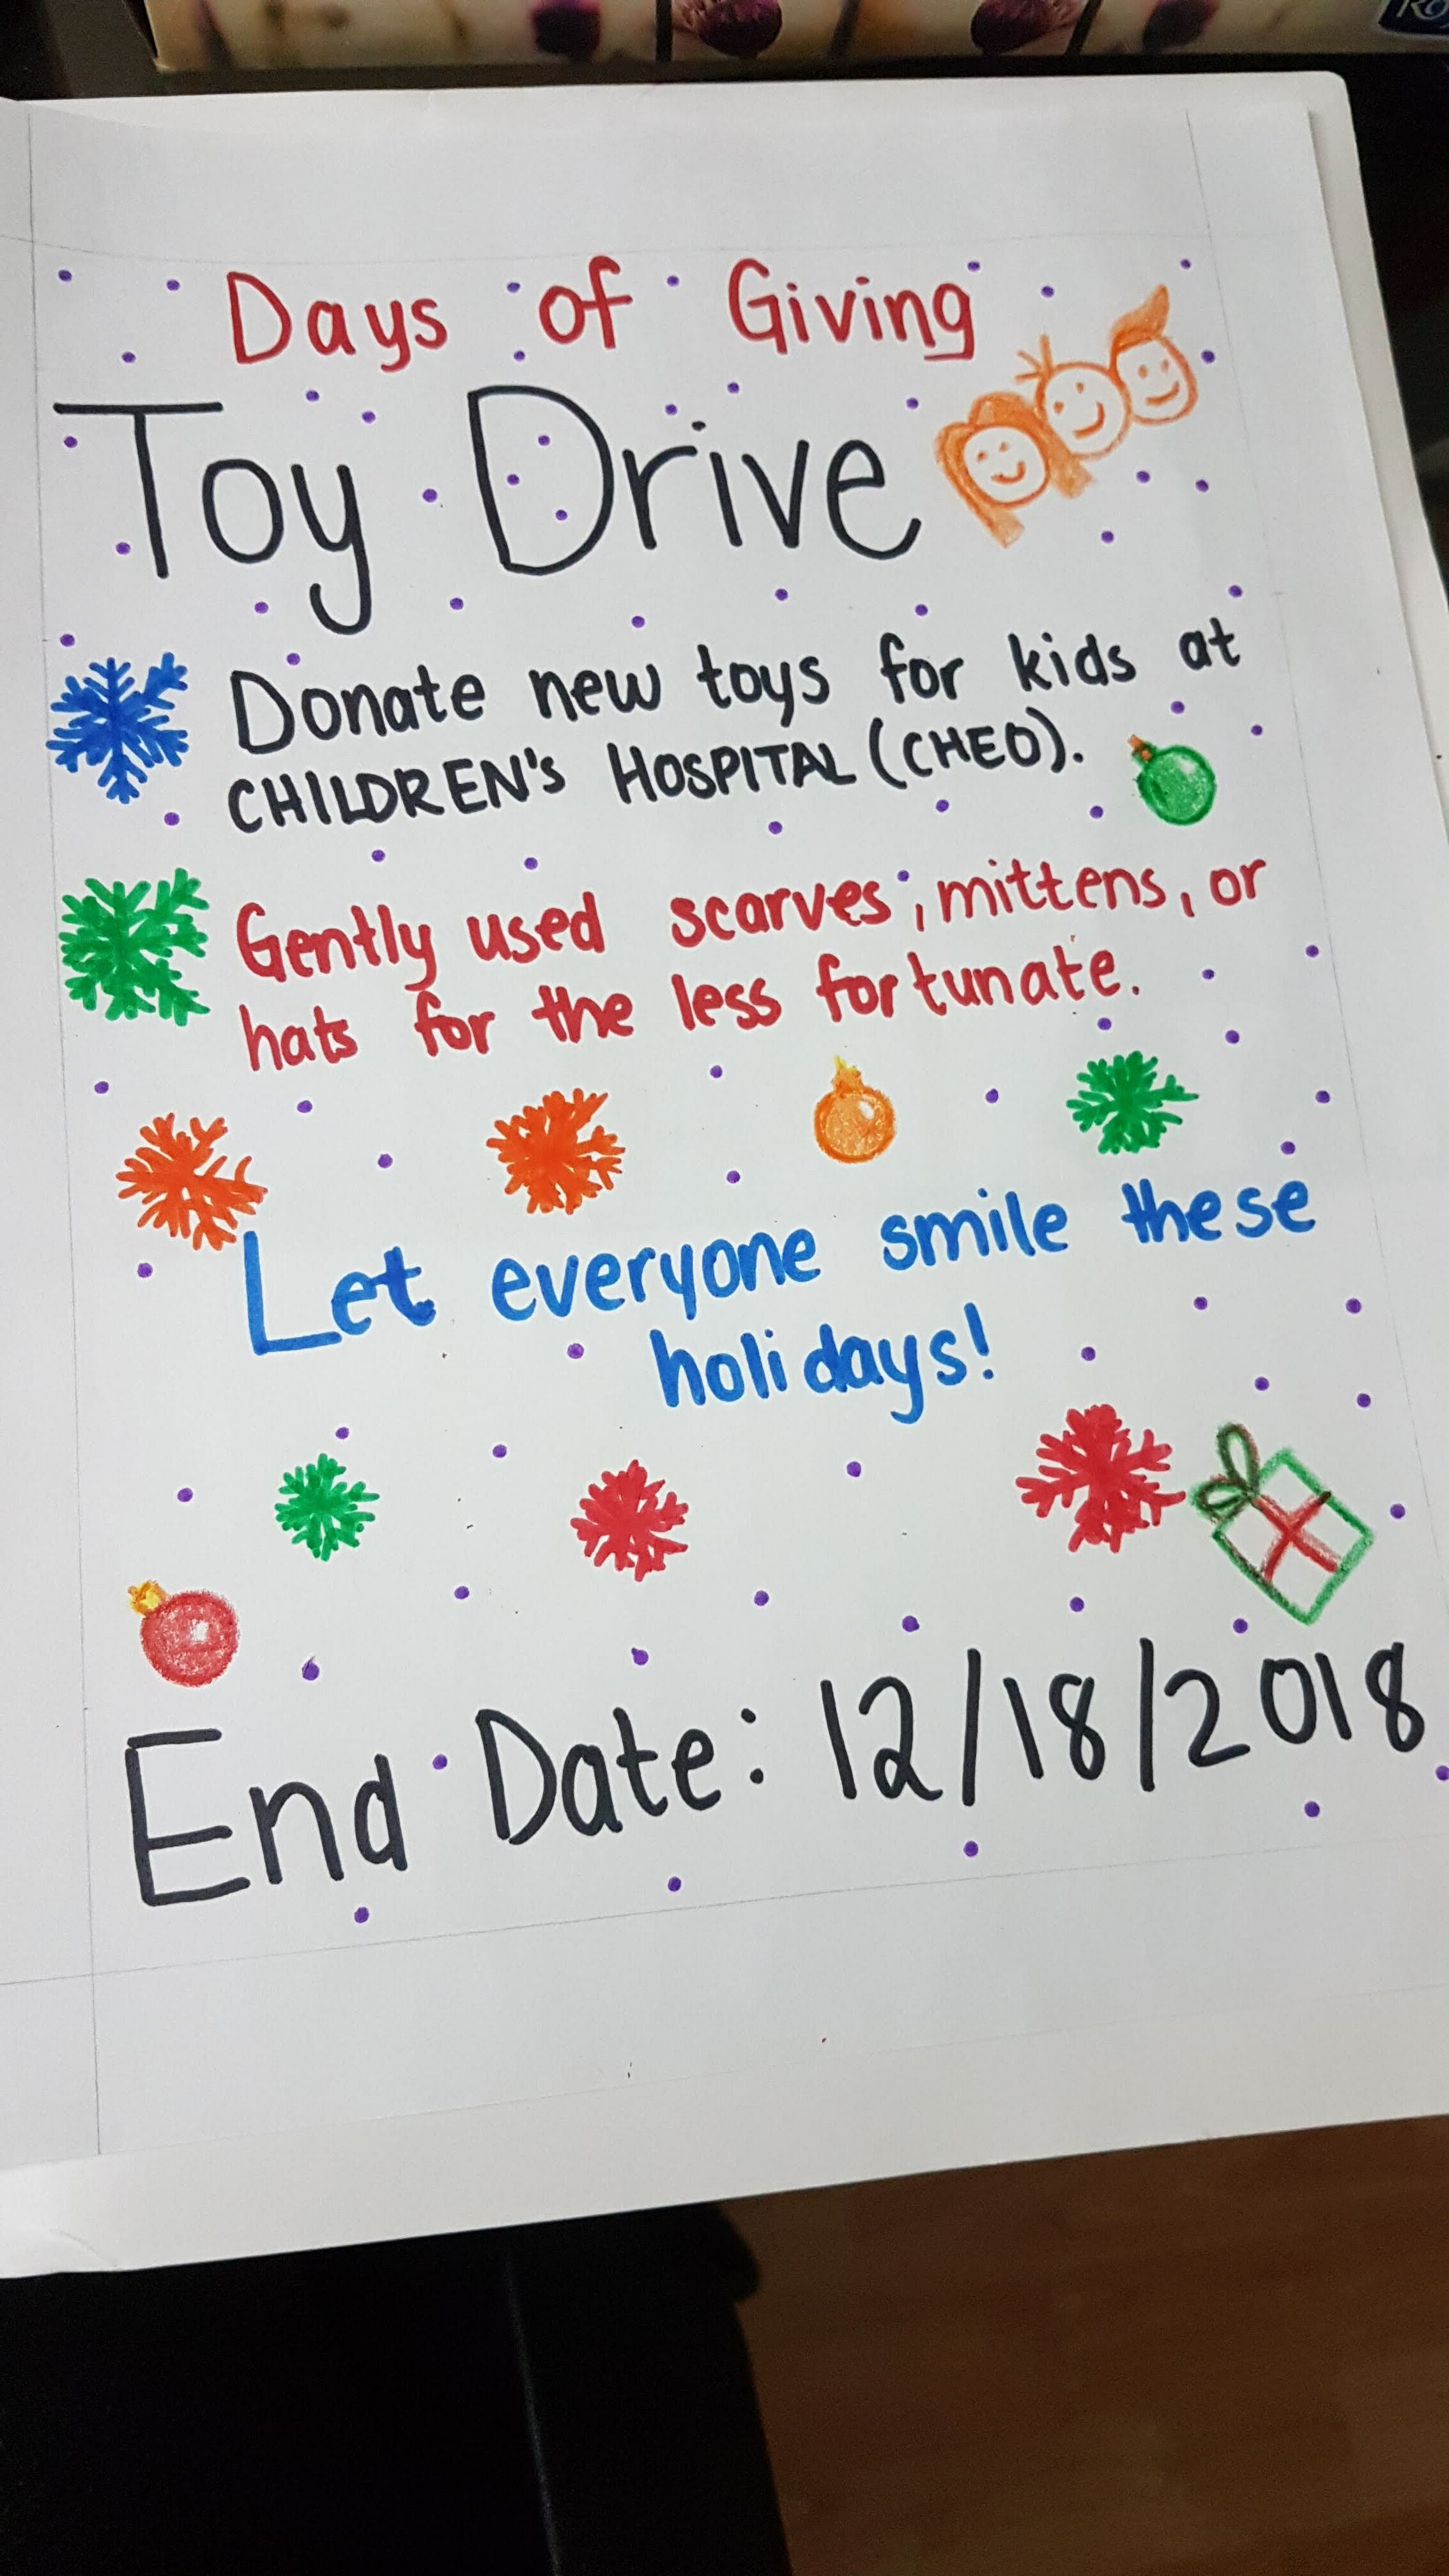 Days of Giving
Toy Drive
Donate new toys for kids at
CHILDREN's HOSPITAL (CHEO).
Gently used scarves, mittens, or
hats for the less fortunate.
Let everyone smile these
holidays!
End Date: 12/18/2018